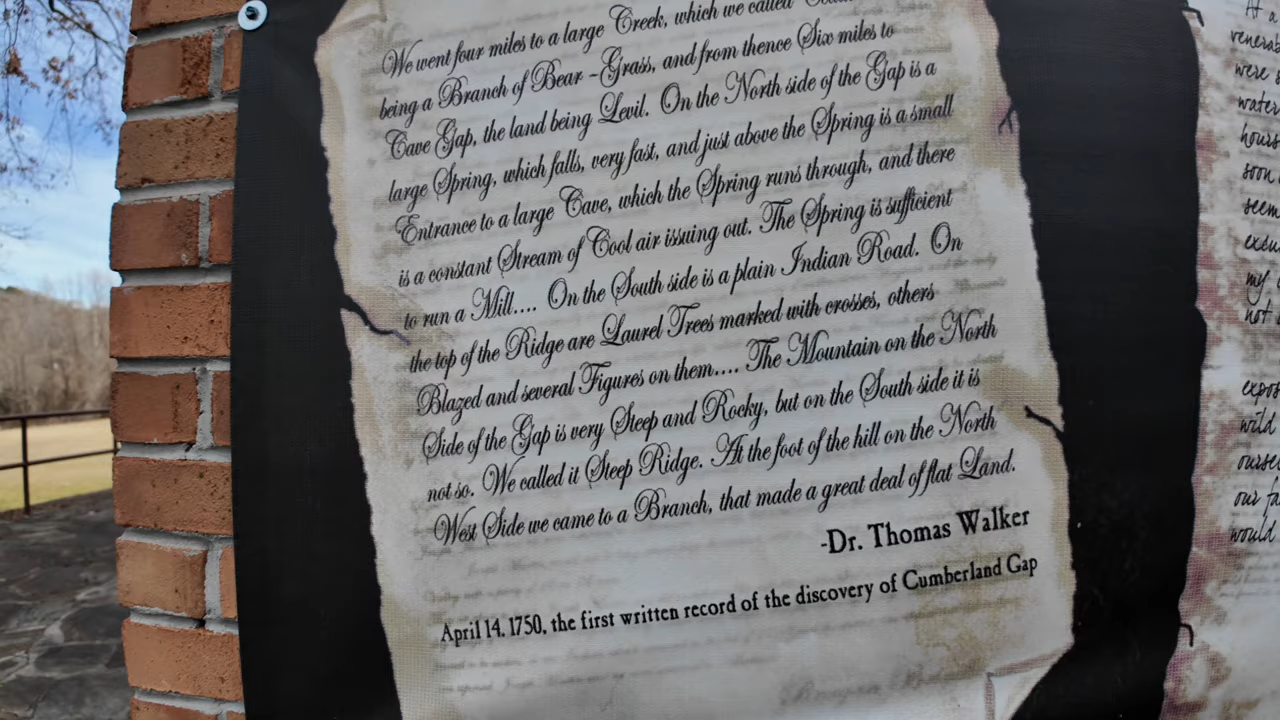 We went four miles to a large Creek, which we called
being a Branch of Bear -Grass, and from thence Six miles to
Cave Gap, the land being Levil. On the North side of the Gap is a
large Spring, which falls, very fast, and just above the Spring is a small
Entrance to a large Cave, which the Spring runs through, and there
is a constant Stream of Cool air issuing out. The Spring is sufficient
to run a Mill.... On the South side is a plain Indian Road. On
the top of the Ridge are Laurel Trees marked with crosses, others
Blazed and several Figures on them.... The Mountain on the North
Side of the Gap is very Steep and Rocky, but on the South side it is
not so. We called it Steep Ridge. At the foot of the hill on the North
West Side we came to a Branch, that made a great deal of flat Land.
-Dr. Thomas Walker
April 14. 1750, the first written record of the discovery of Cumberland Gap
were
hours
soon
my
not
wild
our
would